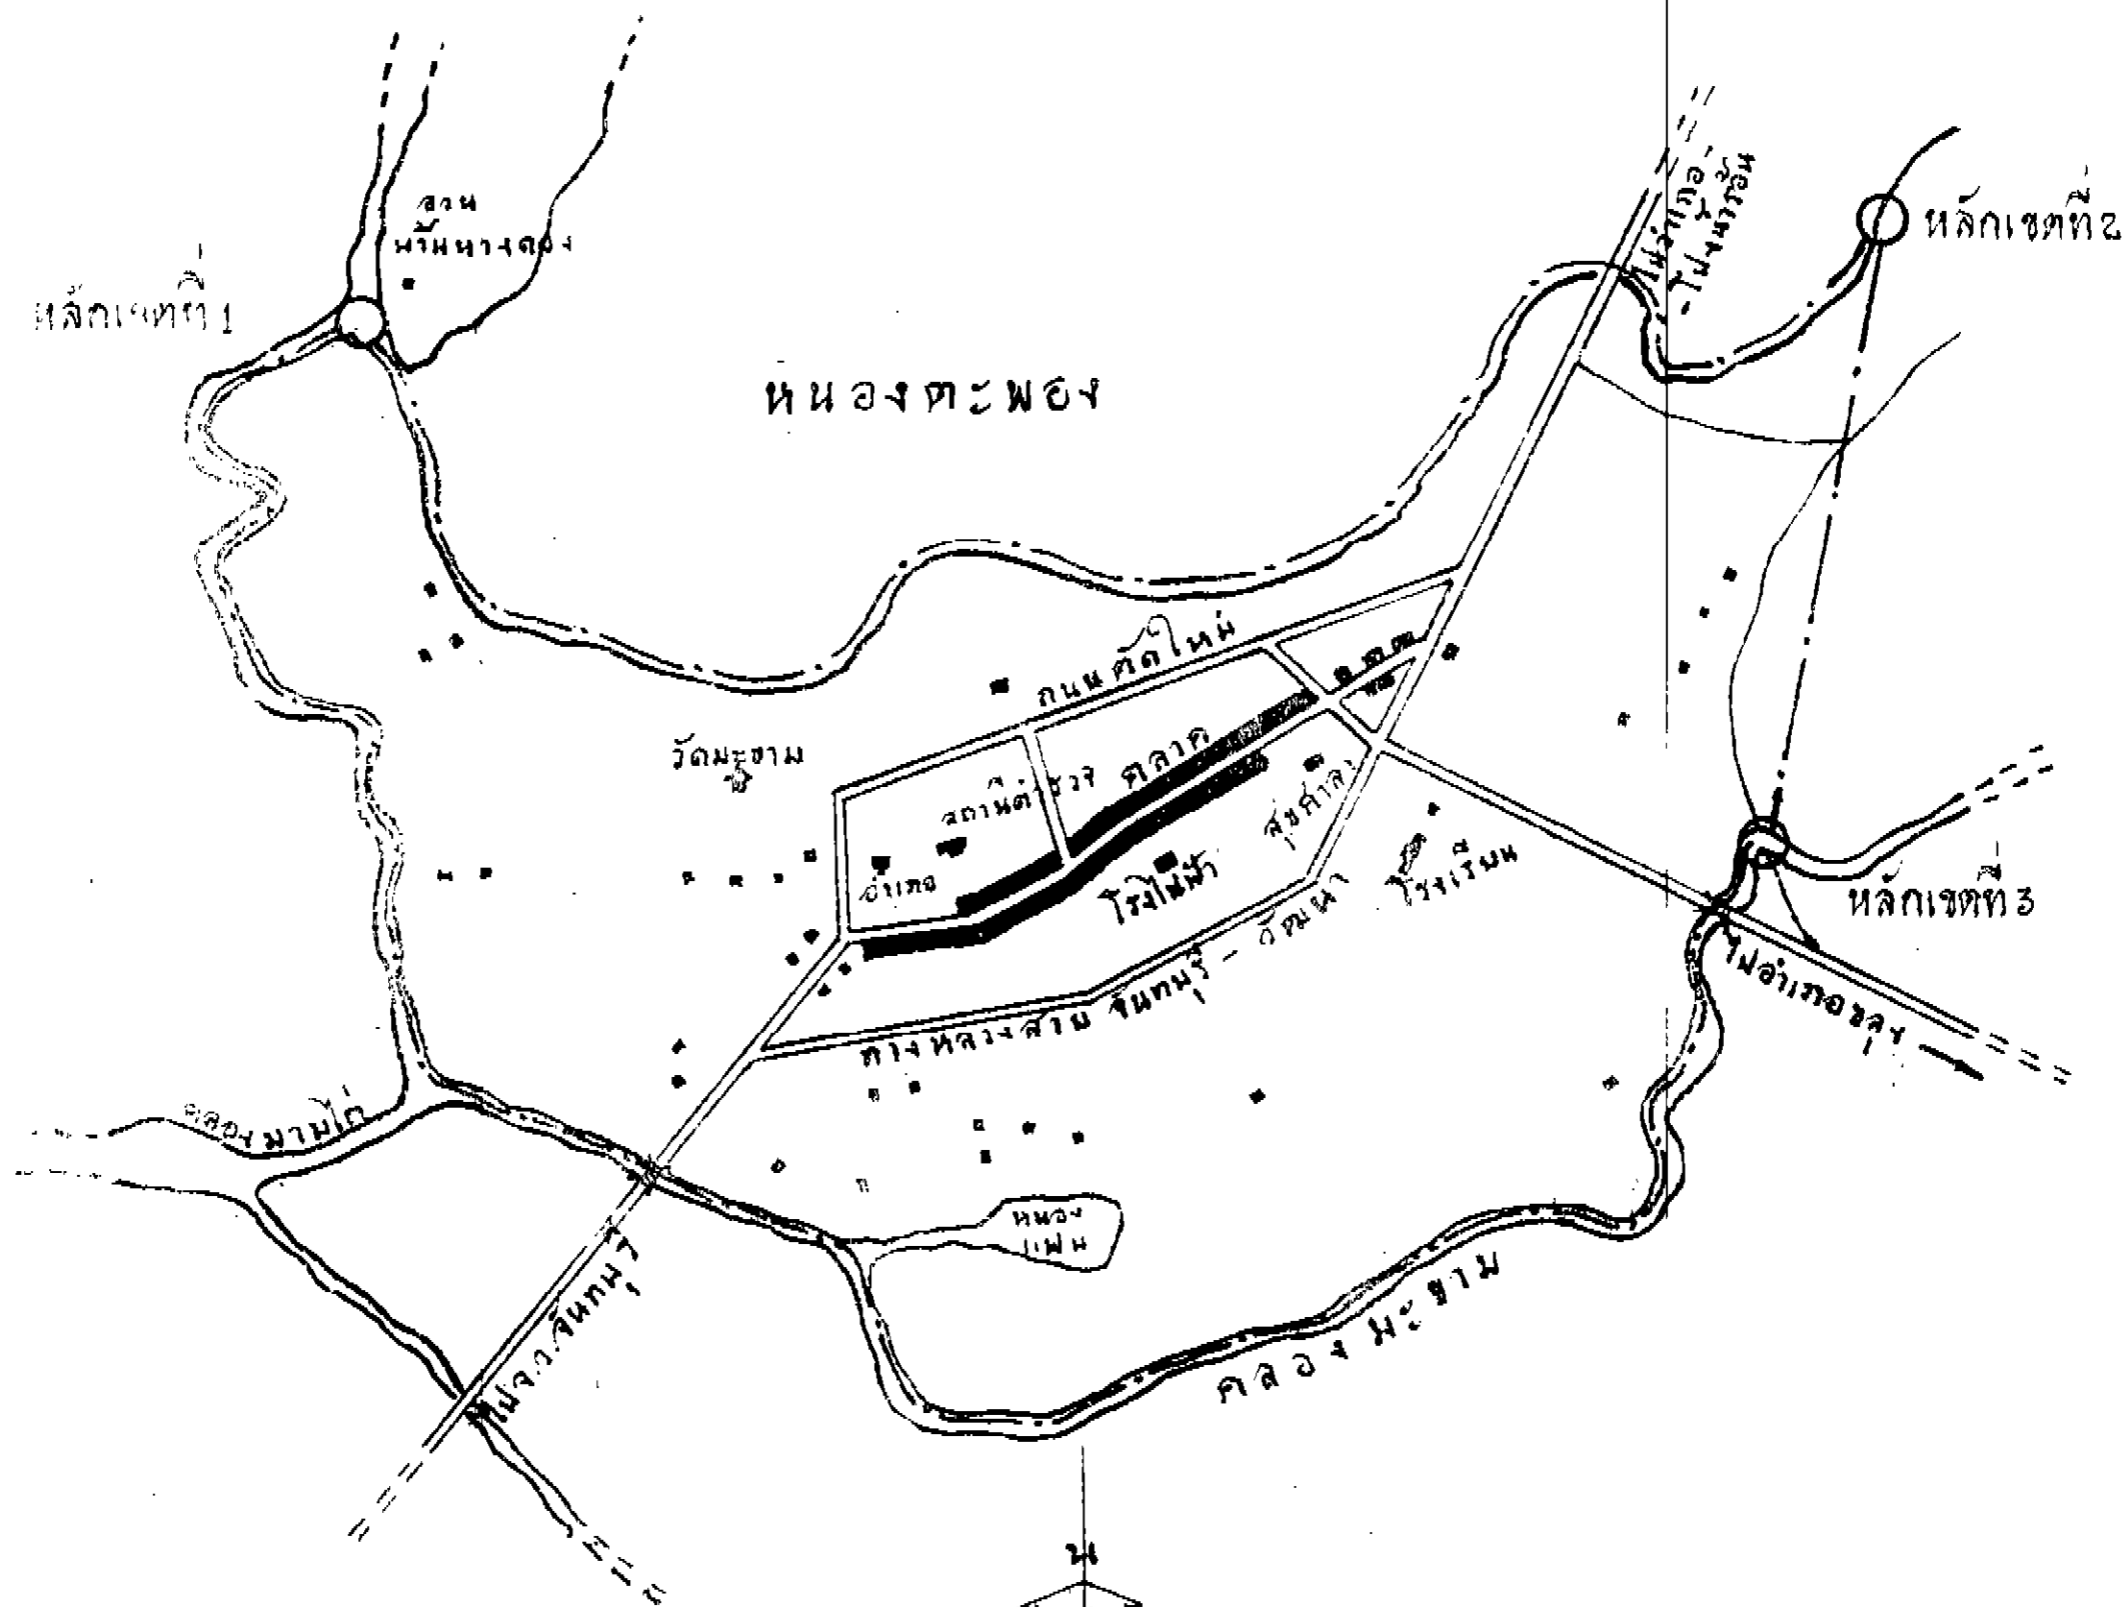 สวน
หลักเขตที่ 2
หลักเขตที่ 1
ไปอำเภอ
โป่งน้ำร้อน
หนองตะพอง
ถนนตัดใหม่
วัดมะขาม
ตลาด
สถานีตำรวจ
สุขศาลา
อำเภอ
โรงไฟฟ้า
โรงเรียน
หลักเขตที่ 3
ทางหลวงสาย จันทบุรี - วัฒนา
ไปอำเภอขลุง
คลอง
หนอง
ไปจ.ว.จันทบุรี
คลองมะขาม
น